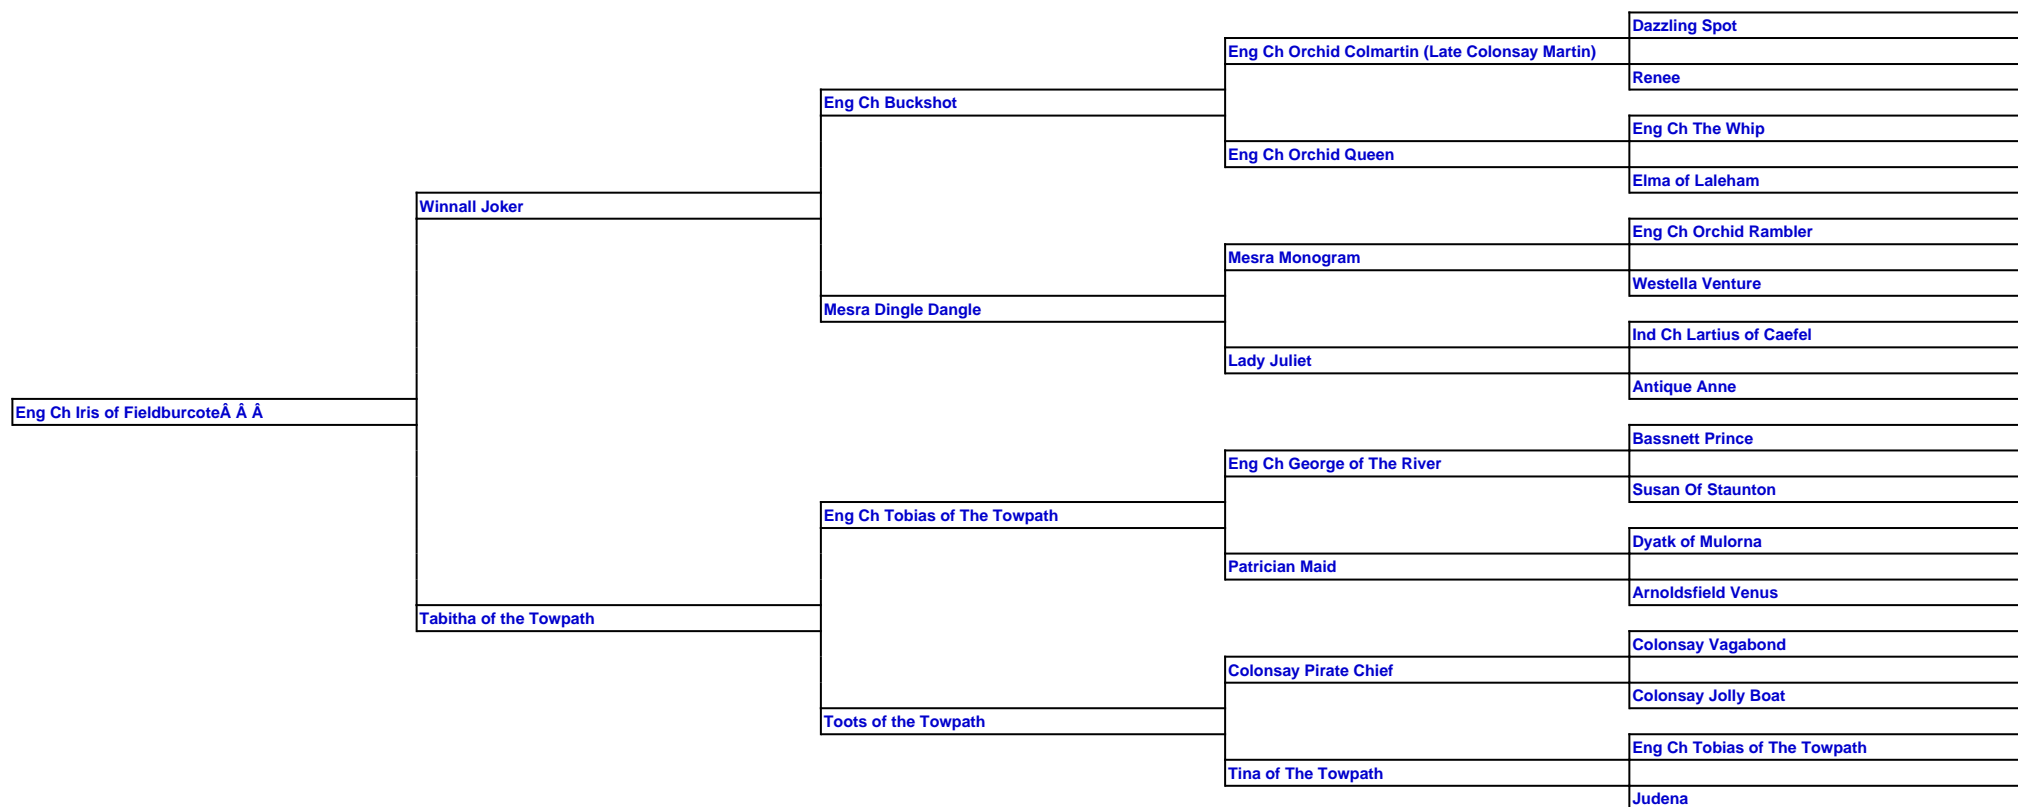 Dazzling Spot
Eng Ch Orchid Colmartin (Late Colonsay Martin)
Renee
Eng Ch Buckshot
Eng Ch The Whip
Eng Ch Orchid Queen
Elma of Laleham
Winnall Joker
Eng Ch Orchid Rambler
Mesra Monogram
Westella Venture
Mesra Dingle Dangle
Ind Ch Lartius of Caefel
Lady Juliet
Antique Anne
Eng Ch Iris of FieldburcoteÂ Â Â
Bassnett Prince
Eng Ch George of The River
Susan Of Staunton
Eng Ch Tobias of The Towpath
Dyatk of Mulorna
Patrician Maid
Arnoldsfield Venus
Tabitha of the Towpath
Colonsay Vagabond
Colonsay Pirate Chief
Colonsay Jolly Boat
Toots of the Towpath
Eng Ch Tobias of The Towpath
Tina of The Towpath
Judena